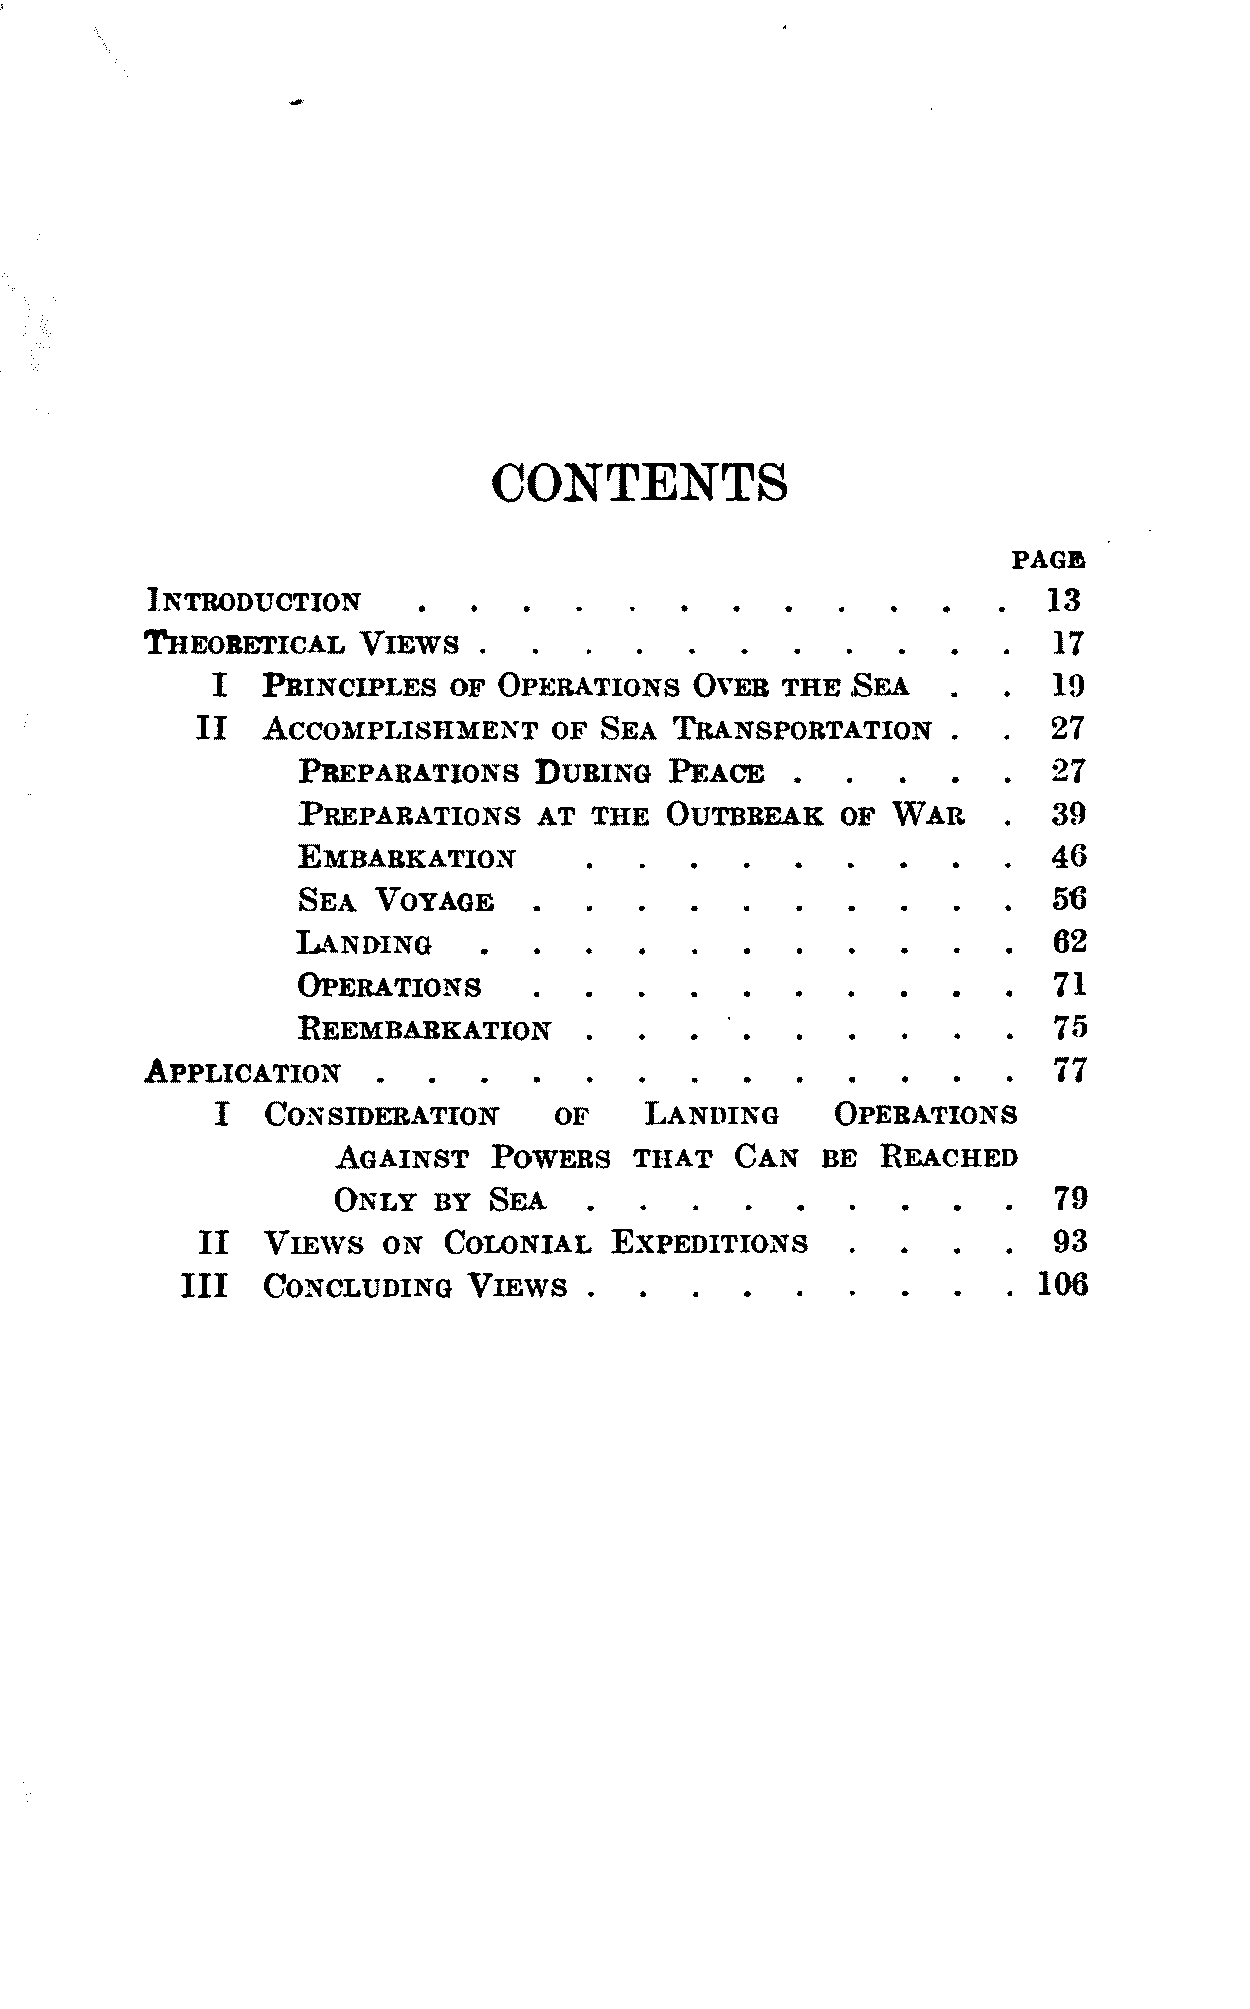 CONTENTS
PAGE
INTRODUCTION . . . . . . . . . . . . 13
THEORETICAL VIEWS . . . . . . . . . . . 17
I PRINCIPLES OF OPERATIONS OVER THE SEA . . 19
II ACCOMPLISHMENT OF SEA TRANSPORTATION . . 27
PREPARATIONS DURING PEACE . . . . . 27
PREPARATIONS AT THE OUTBREAK OF WAR . 39
EMBARKATION . . . . . . . . . 46
SEA VOYAGE . . . . . . . . . . 56
LANDING . . . . . . . . . . . 62
OPERATIONS . . . . . . . . . . 71
REEMBARKATION . . . . . . . . . 75
APPLICATION . . . . . . . . . . . . . 77
I CONSIDERATION OF LANDING OPERATIONS
AGAINST POWERS THAT CAN BE REACHED
ONLY BY SEA . . . . . . . . . 79
II VIEWS ON COLONIAL EXPEDITIONS . . . . 93
III CONCLUDING VIEWS . . . . . . . . . 106